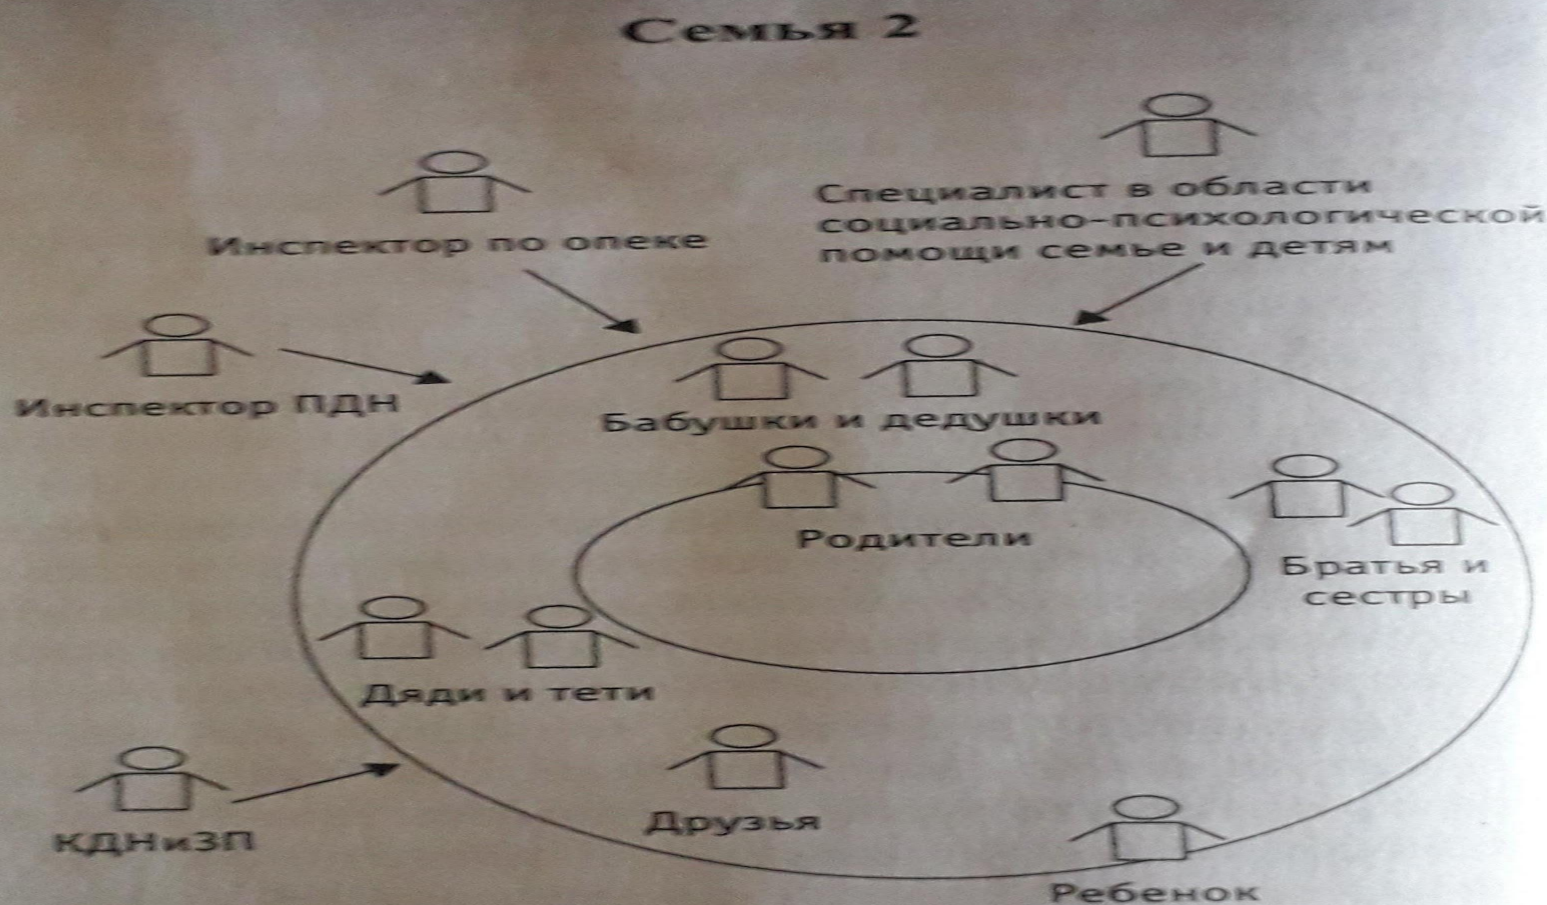 Семья 2
Инспектор по опеке
Специалист в области
социально-психологической
помощи семье и детям
Инспектор ПДН
Бабушки и дедушки
Родители
Братья и
сестры
Дяди и тети
Друзья
КДНиЗП
Ребенок